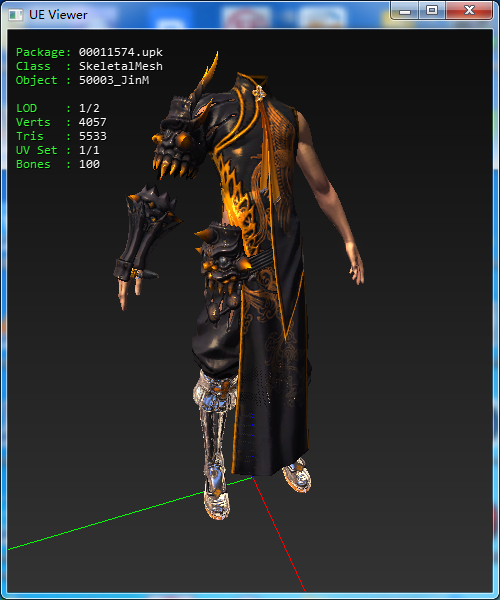 UE Viewer
Package: 00011574.upk
Class  : SkeletalMesh
Object : 50003_JinM
LOD    : 1/2
Verts  : 4057
Tris   : 5533
UV Set : 1/1
Bones  : 100